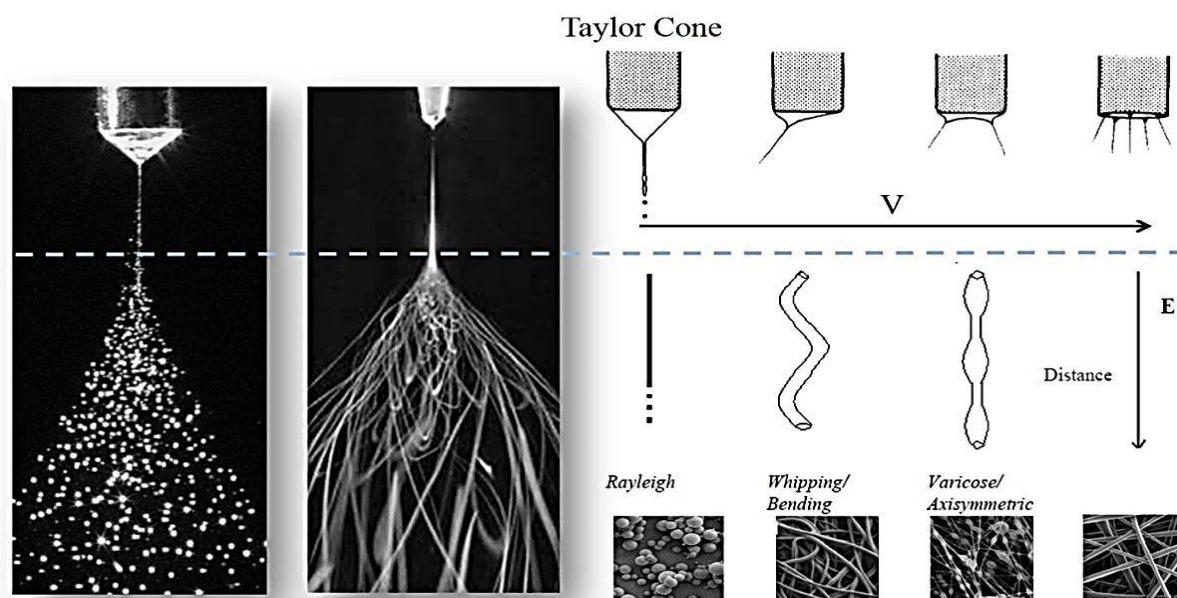 Taylor Cone
V
E
Distance
Rayleigh
Whipping/
Bending
Varicose/
Axisymmetric